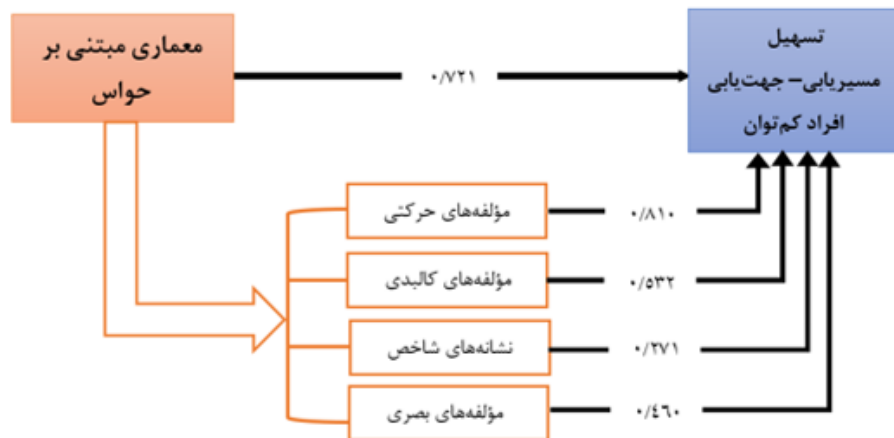 معماری مبتنی بر
حواس
۰/۷۲۱
تسهیل
مسیریابی– جهت‌یابی
افراد کم‌توان
مؤلفه‌های حرکتی
۰/۸۱۰
مؤلفه‌های کالبدی
۰/۵۳۲
نشانه‌های شاخص
۰/۲۷۱
مؤلفه‌های بصری
۰/٤٦۰